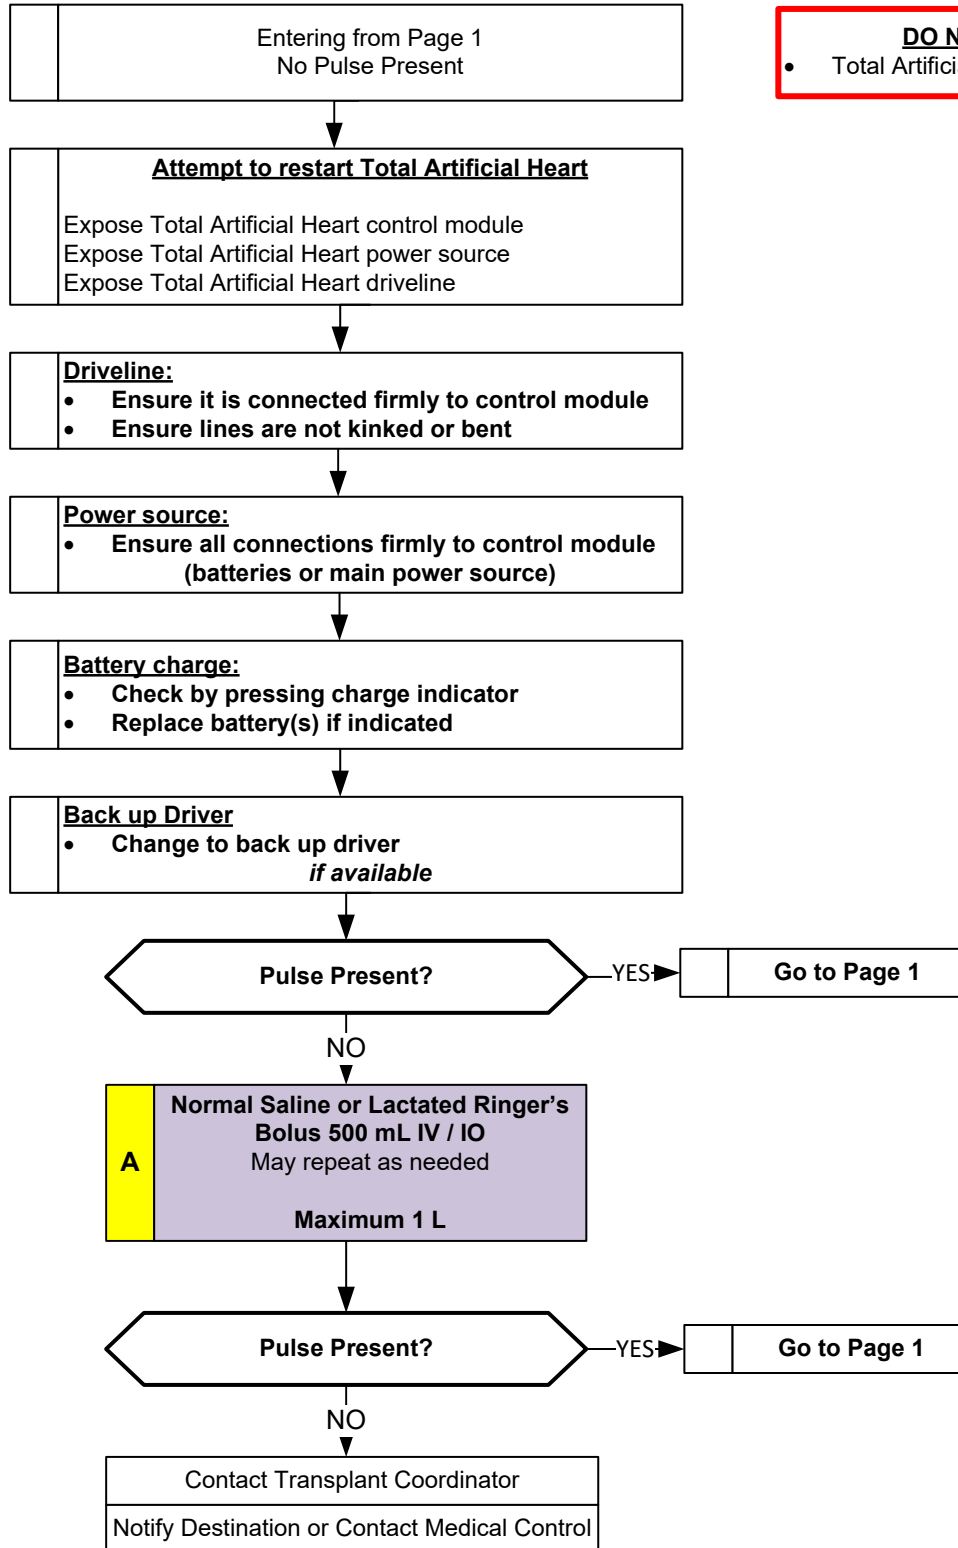 Entering from Page 1
No Pulse Present
DO N
• Total Artifici
Attempt to restart Total Artificial Heart
Expose Total Artificial Heart control module
Expose Total Artificial Heart power source
Expose Total Artificial Heart driveline
Driveline:
• Ensure it is connected firmly to control module
• Ensure lines are not kinked or bent
Power source:
• Ensure all connections firmly to control module
(batteries or main power source)
Battery charge:
• Check by pressing charge indicator
• Replace battery(s) if indicated
Back up Driver
• Change to back up driver
if available
Pulse Present?
YES
Go to Page 1
NO
A
Normal Saline or Lactated Ringer’s
Bolus 500 mL IV / IO
May repeat as needed
Maximum 1 L
Pulse Present?
YES
Go to Page 1
NO
Contact Transplant Coordinator
Notify Destination or Contact Medical Control